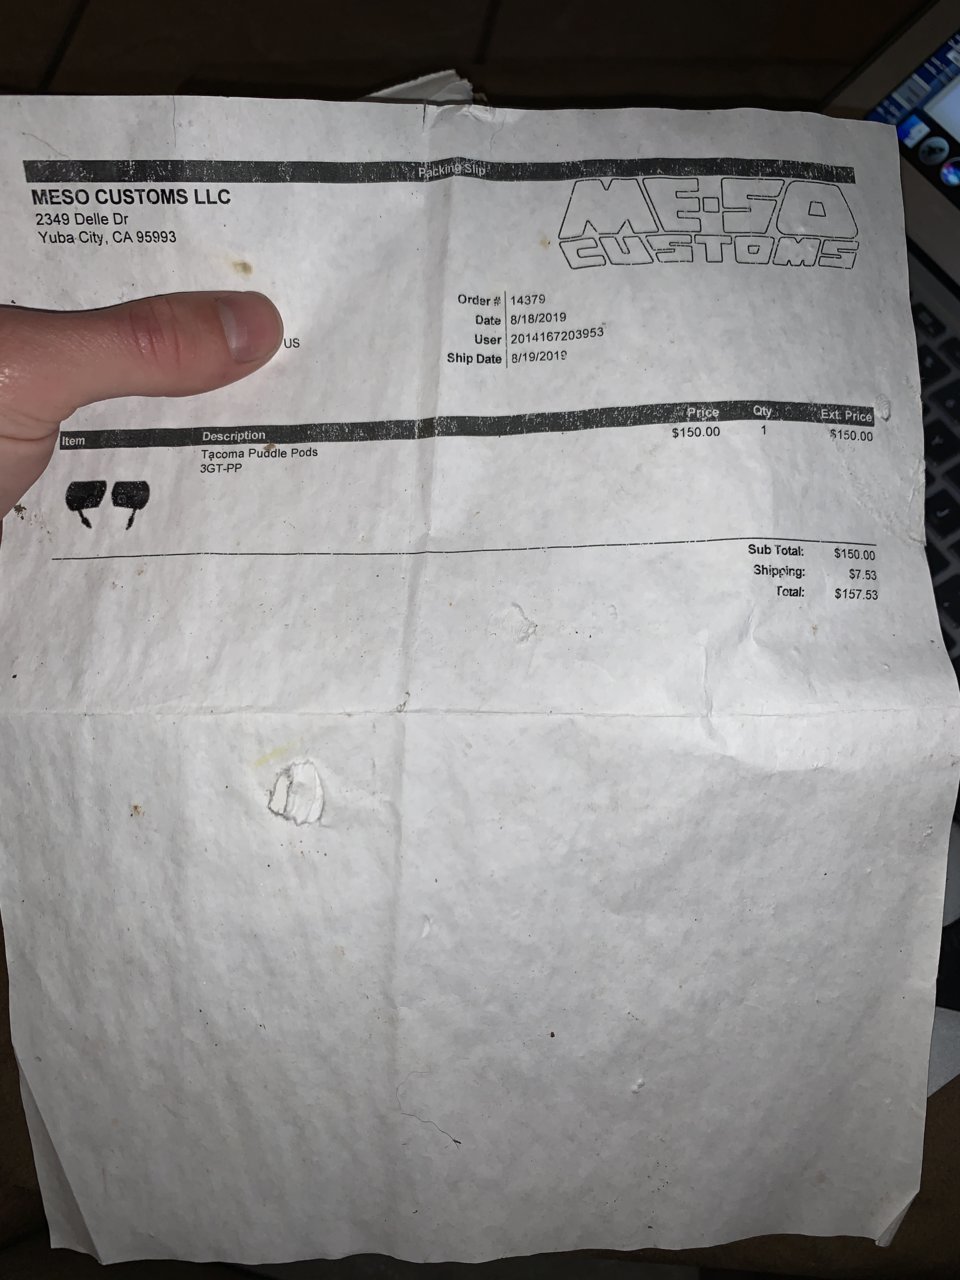 Packing Slip
MESO CUSTOMS LLC
2349 Delle Dr
Yuba City, CA 95993
ME·SO
CUSTOMS
US
Order # 14379
Date 8/18/2019
User 2014167203953
Ship Date 8/19/2019
Item Description Price Qty Ext. Price
Tacoma Puddle Pods $150.00 1 $150.00
3GT-PP
Sub Total: $150.00
Shipping: $7.53
Total: $157.53